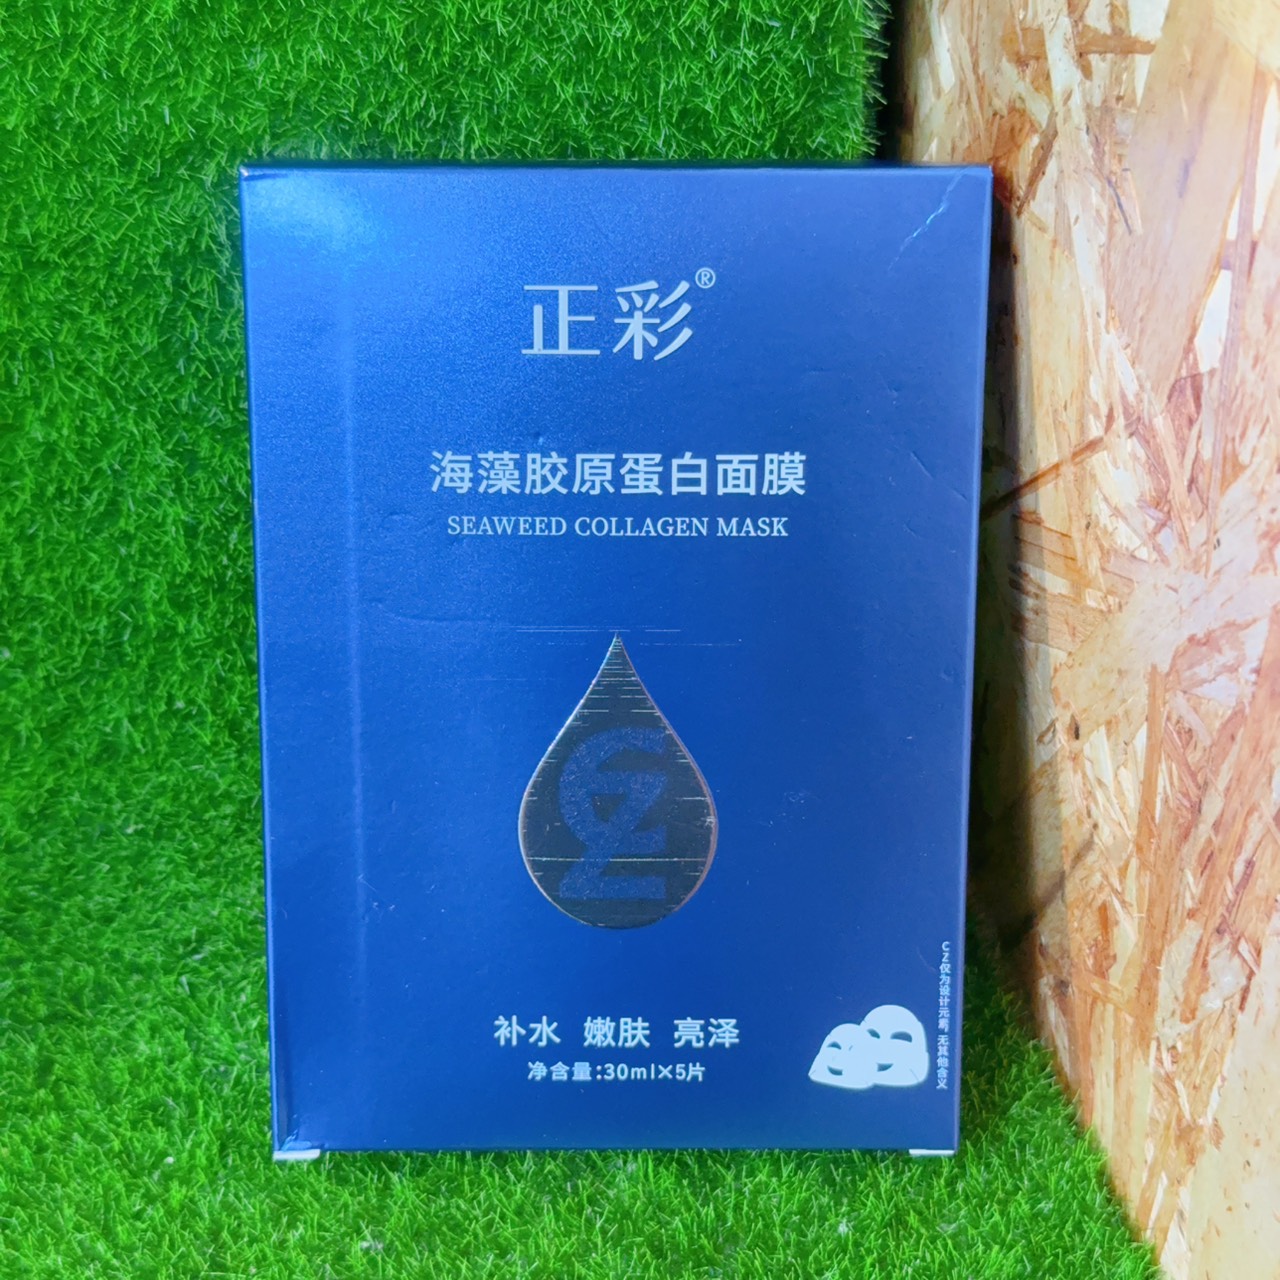 正彩®
海藻胶原蛋白面膜
SEAWEED COLLAGEN MASK
CZ
补水 嫩肤 亮泽
净含量:30ml×5片
CZ仅为设计元素,无其他含义